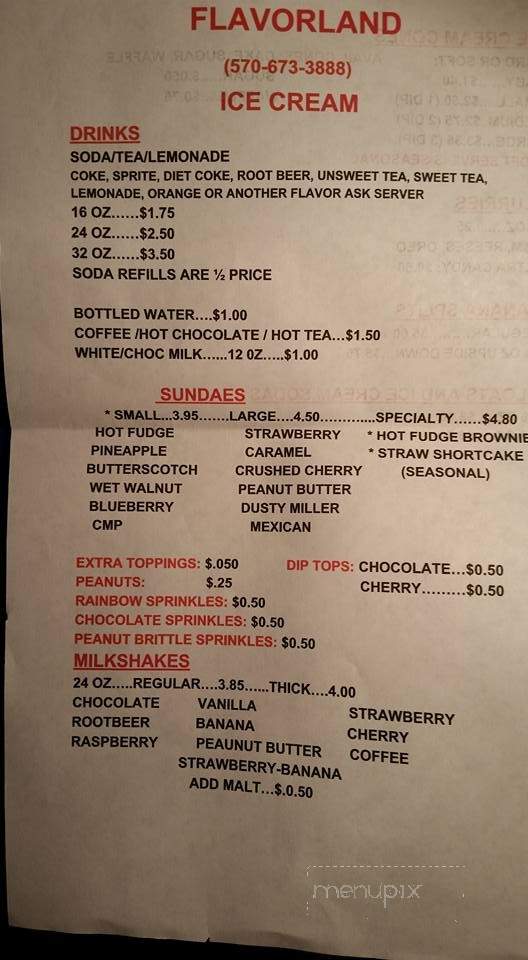 FLAVORLAND
(570-673-3888)
ICE CREAM
DRINKS
SODA/TEA/LEMONADE
COKE, SPRITE, DIET COKE, ROOT BEER, UNSWEET TEA, SWEET TEA,
LEMONADE, ORANGE OR ANOTHER FLAVOR ASK SERVER
16 OZ......$1.75
24 OZ......$2.50
32 OZ......$3.50
SODA REFILLS ARE ½ PRICE
BOTTLED WATER....$1.00
COFFEE /HOT CHOCOLATE / HOT TEA...$1.50
WHITE/CHOC MILK......12 0Z.....$1.00
SUNDAES
* SMALL...3.95.......LARGE....4.50............SPECIALTY......$4.80
HOT FUDGE STRAWBERRY * HOT FUDGE BROWNIE
PINEAPPLE CARAMEL * STRAW SHORTCAKE
BUTTERSCOTCH CRUSHED CHERRY (SEASONAL)
WET WALNUT PEANUT BUTTER
BLUEBERRY DUSTY MILLER
CMP MEXICAN
EXTRA TOPPINGS: $.050 DIP TOPS: CHOCOLATE...$0.50
PEANUTS: $.25 CHERRY.........$0.50
RAINBOW SPRINKLES: $0.50
CHOCOLATE SPRINKLES: $0.50
PEANUT BRITTLE SPRINKLES: $0.50
MILKSHAKES
24 OZ.....REGULAR....3.85......THICK....4.00
CHOCOLATE VANILLA STRAWBERRY
ROOTBEER BANANA CHERRY
RASPBERRY PEAUNUT BUTTER COFFEE
STRAWBERRY-BANANA
ADD MALT...$.0.50
menupix